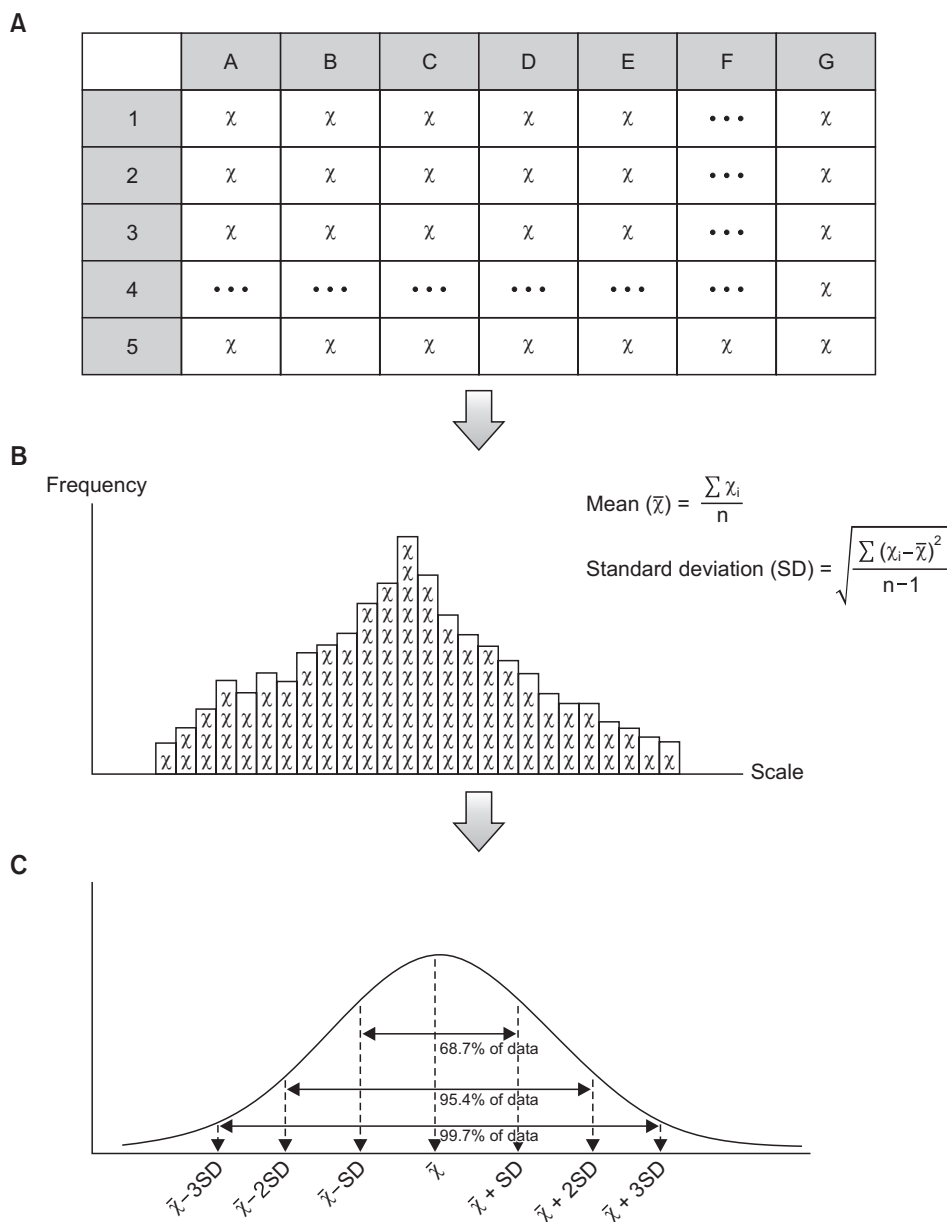 A
A B C D E F G
1 χ χ χ χ χ ••• χ
2 χ χ χ χ χ ••• χ
3 χ χ χ χ χ ••• χ
4 ••• ••• ••• ••• ••• ••• χ
5 χ χ χ χ χ χ χ
B
Frequency
Mean (χ̄) = ∑ χᵢ / n
Standard deviation (SD) = √ ∑ (χᵢ−χ̄)² / n−1
χ
χ
χ χ χ
χ χ χ χ
χ χ χ χ χ
χ χ χ χ χ χ χ χ
χ χ χ χ χ χ χ χ χ χ
χ χ χ χ χ χ χ χ χ χ χ χ
χ χ χ χ χ χ χ χ χ χ χ χ χ χ
χ χ χ χ χ χ χ χ χ χ χ χ χ χ χ χ χ χ χ χ
χ χ χ χ χ χ χ χ χ χ χ χ χ χ χ χ χ χ χ χ χ χ χ
χ χ χ χ χ χ χ χ χ χ χ χ χ χ χ χ χ χ χ χ χ χ χ χ χ χ
Scale
C
68.7% of data
95.4% of data
99.7% of data
χ̄−3SD χ̄−2SD χ̄−SD χ̄ χ̄ + SD χ̄ + 2SD χ̄ + 3SD